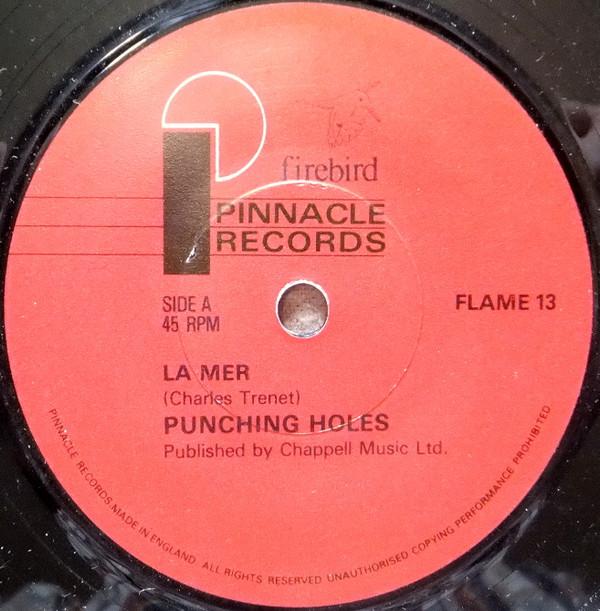 firebird
PINNACLE
RECORDS
SIDE A
45 RPM
FLAME 13
LA MER
(Charles Trenet)
PUNCHING HOLES
Published by Chappell Music Ltd.
PINNACLE RECORDS.MADE IN ENGLAND. ALL RIGHTS RESERVED UNAUTHORISED COPYING PERFORMANCE PROHIBITED